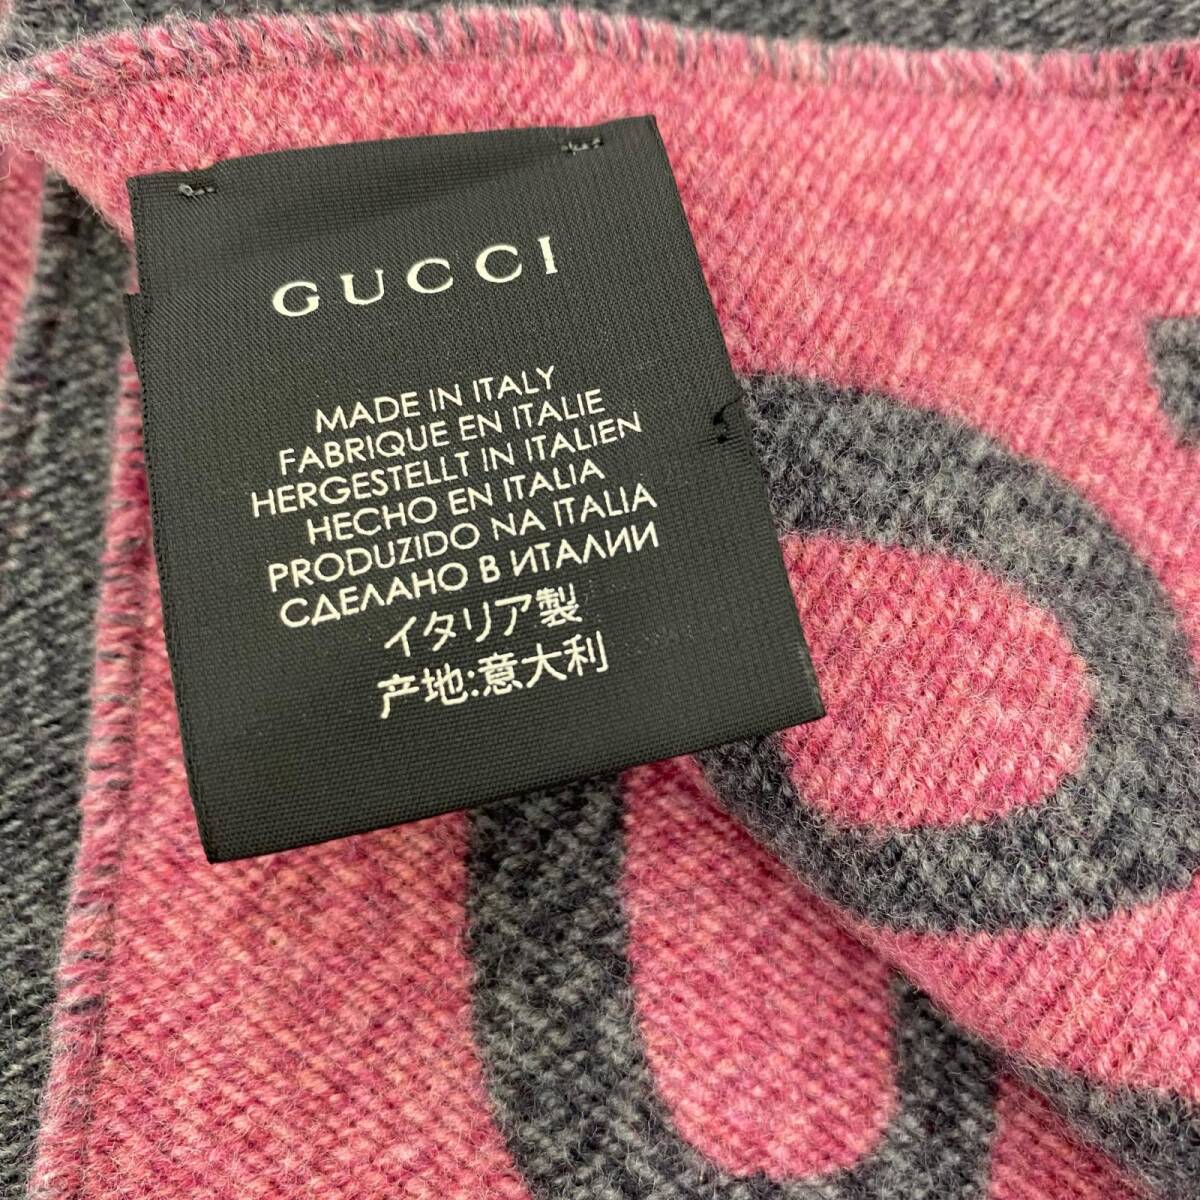 GUCCI
MADE IN ITALY
FABRIQUE EN ITALIE
HERGESTELLT IN ITALIEN
HECHO EN ITALIA
PRODUZIDO NA ITALIA
СДЕЛАНО В ИТАЛИИ
イタリア製
产地:意大利